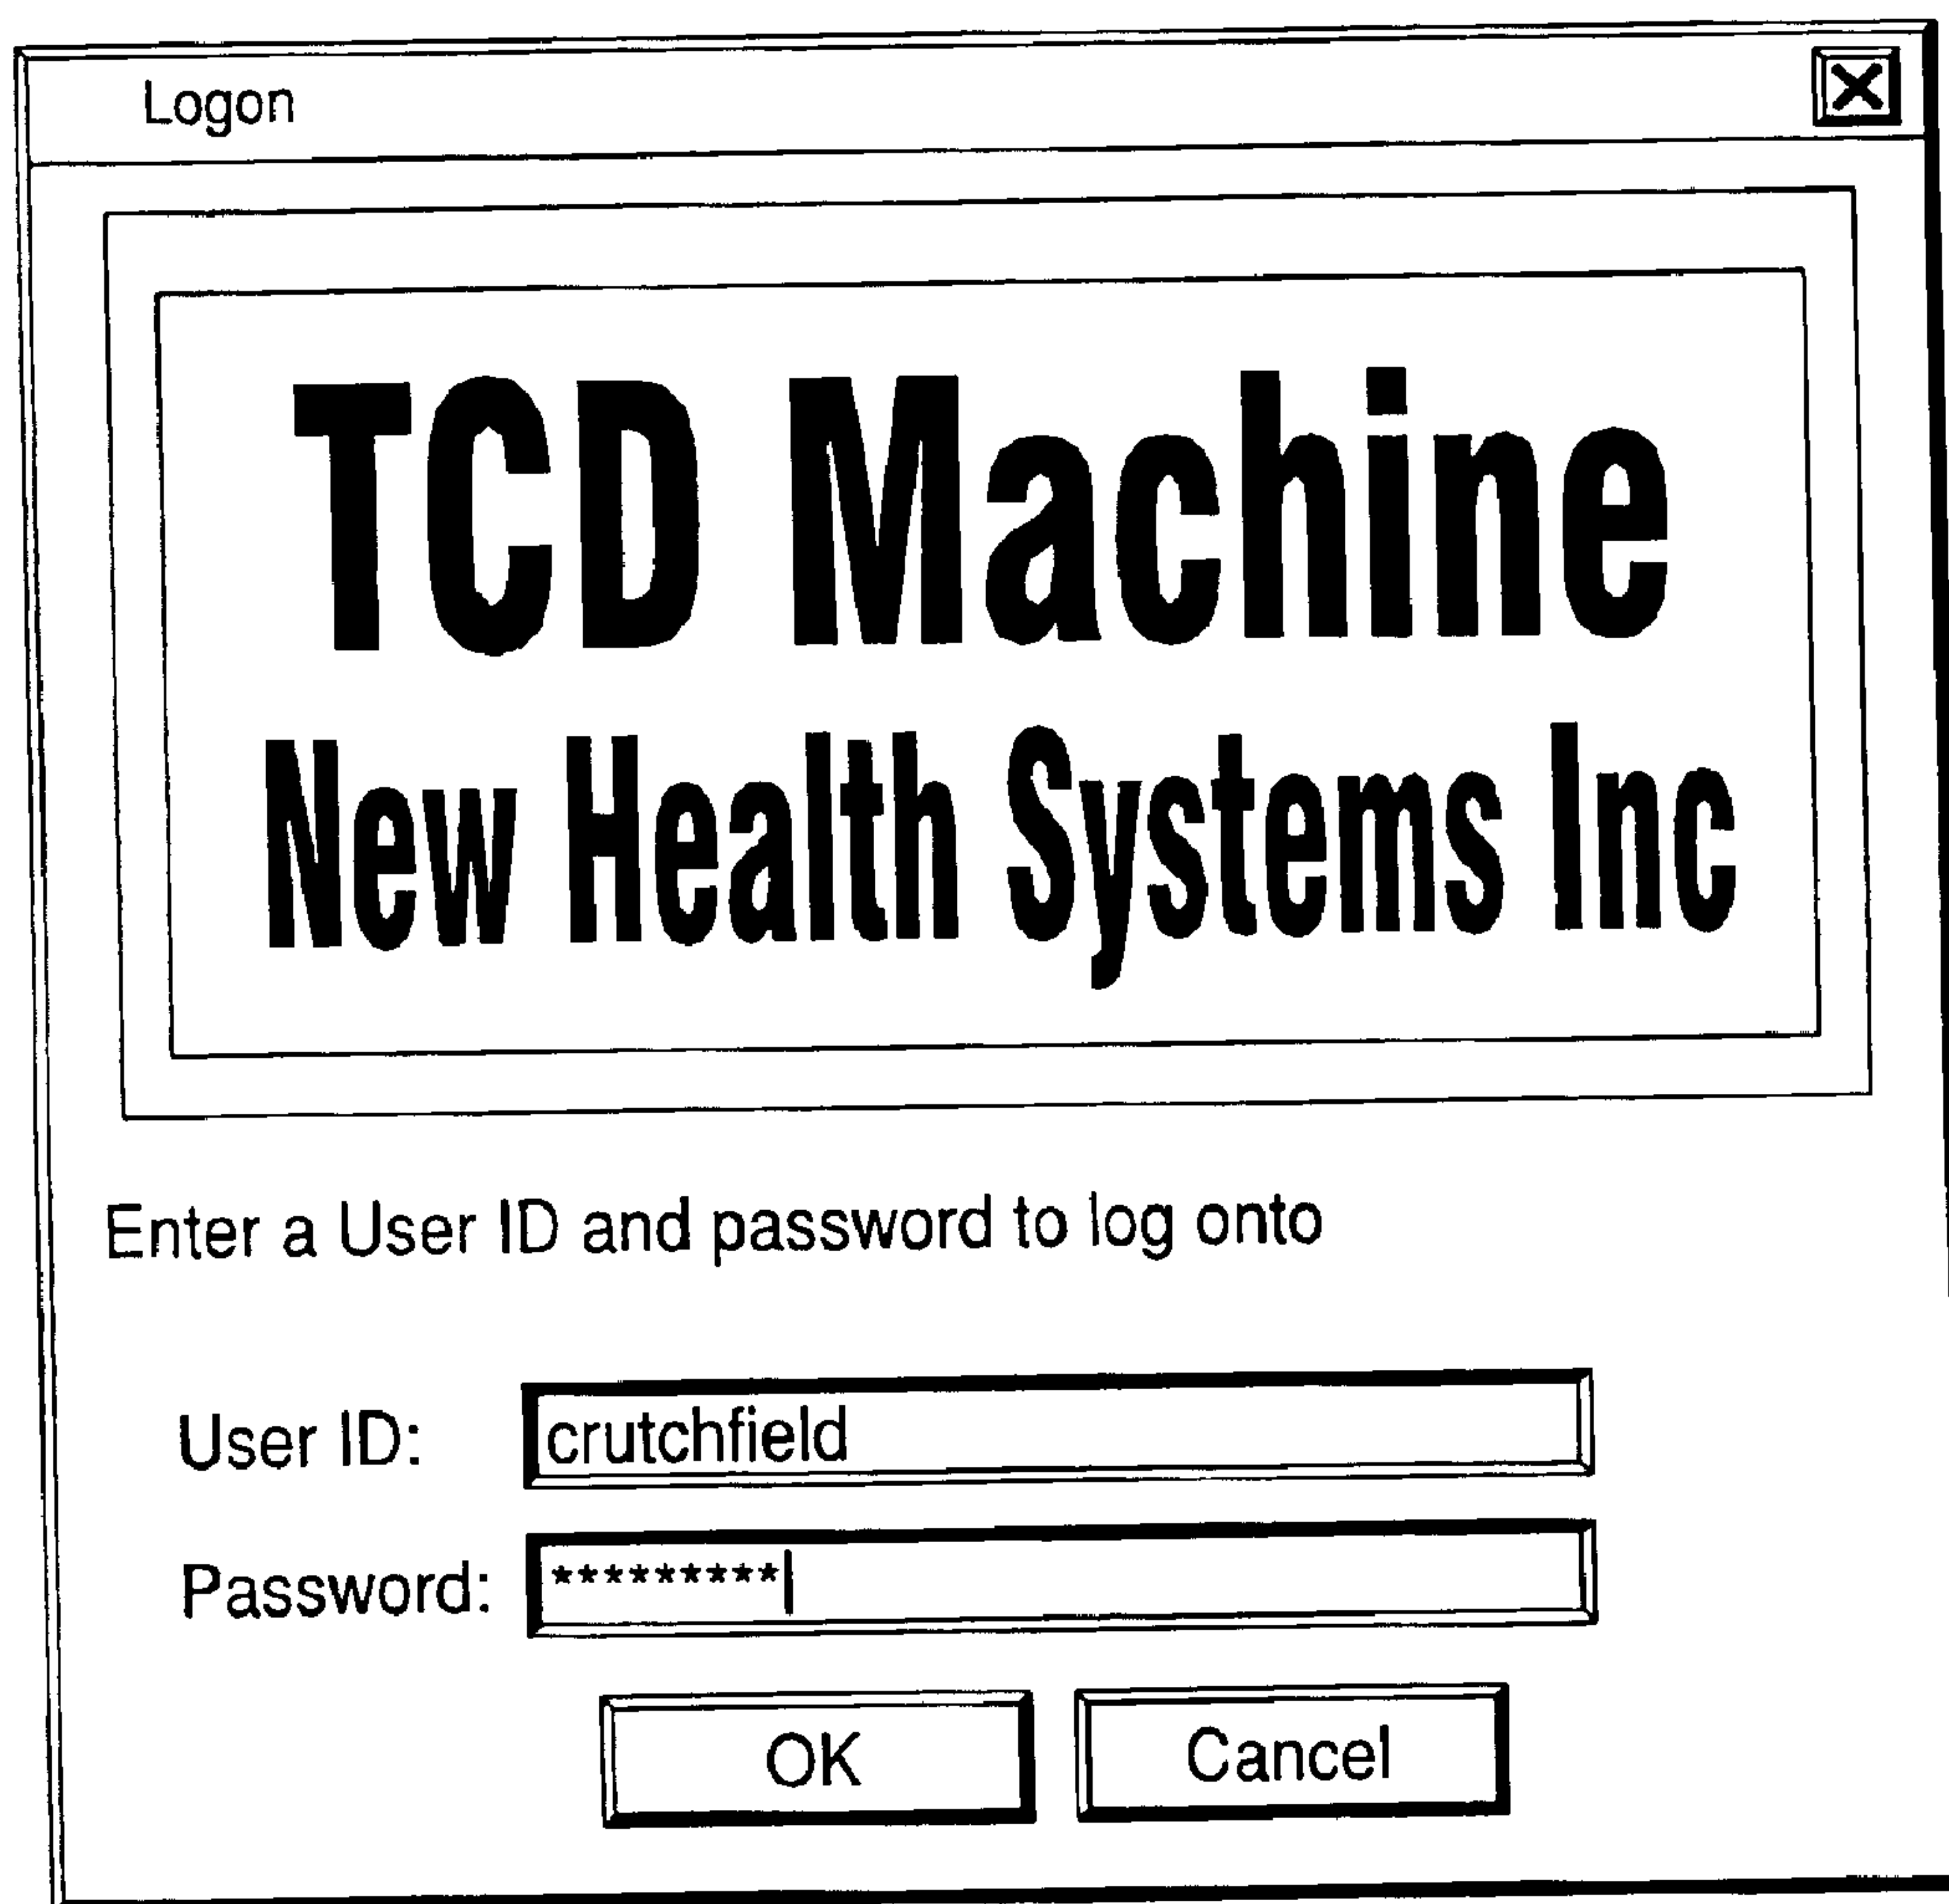 Logon
TCD Machine
New Health Systems Inc
Enter a User ID and password to log onto
User ID: crutchfield
Password: *********
OK Cancel